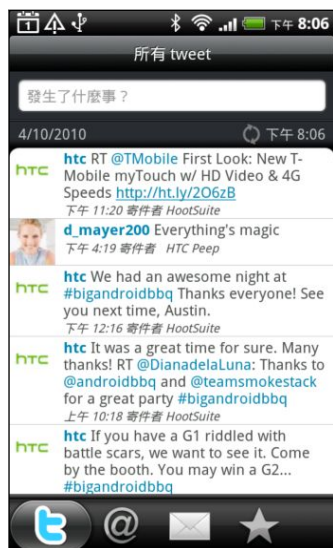 1
下午 8:06
所有 tweet
發生了什麼事？
4/10/2010 下午 8:06
htc
htc RT @TMobile First Look: New T-
Mobile myTouch w/ HD Video & 4G
Speeds http://ht.ly/2O6zB
下午 11:20 寄件者 HootSuite
d_mayer200 Everything's magic
下午 4:19 寄件者 HTC Peep
htc
htc We had an awesome night at
#bigandroidbbq Thanks everyone! See
you next time, Austin.
下午 12:16 寄件者 HootSuite
htc
htc It was a great time for sure. Many
thanks! RT @DianadelaLuna: Thanks to
@androidbbq and @teamsmokestack
for a great party #bigandroidbbq
上午 10:18 寄件者 HootSuite
htc
htc If you have a G1 riddled with
battle scars, we want to see it. Come
by the booth. You may win a G2...
#bigandroidbbq
@